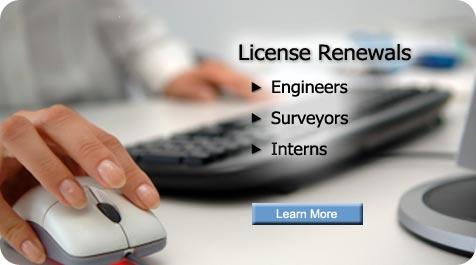 License Renewals
Engineers
Surveyors
Interns
Learn More